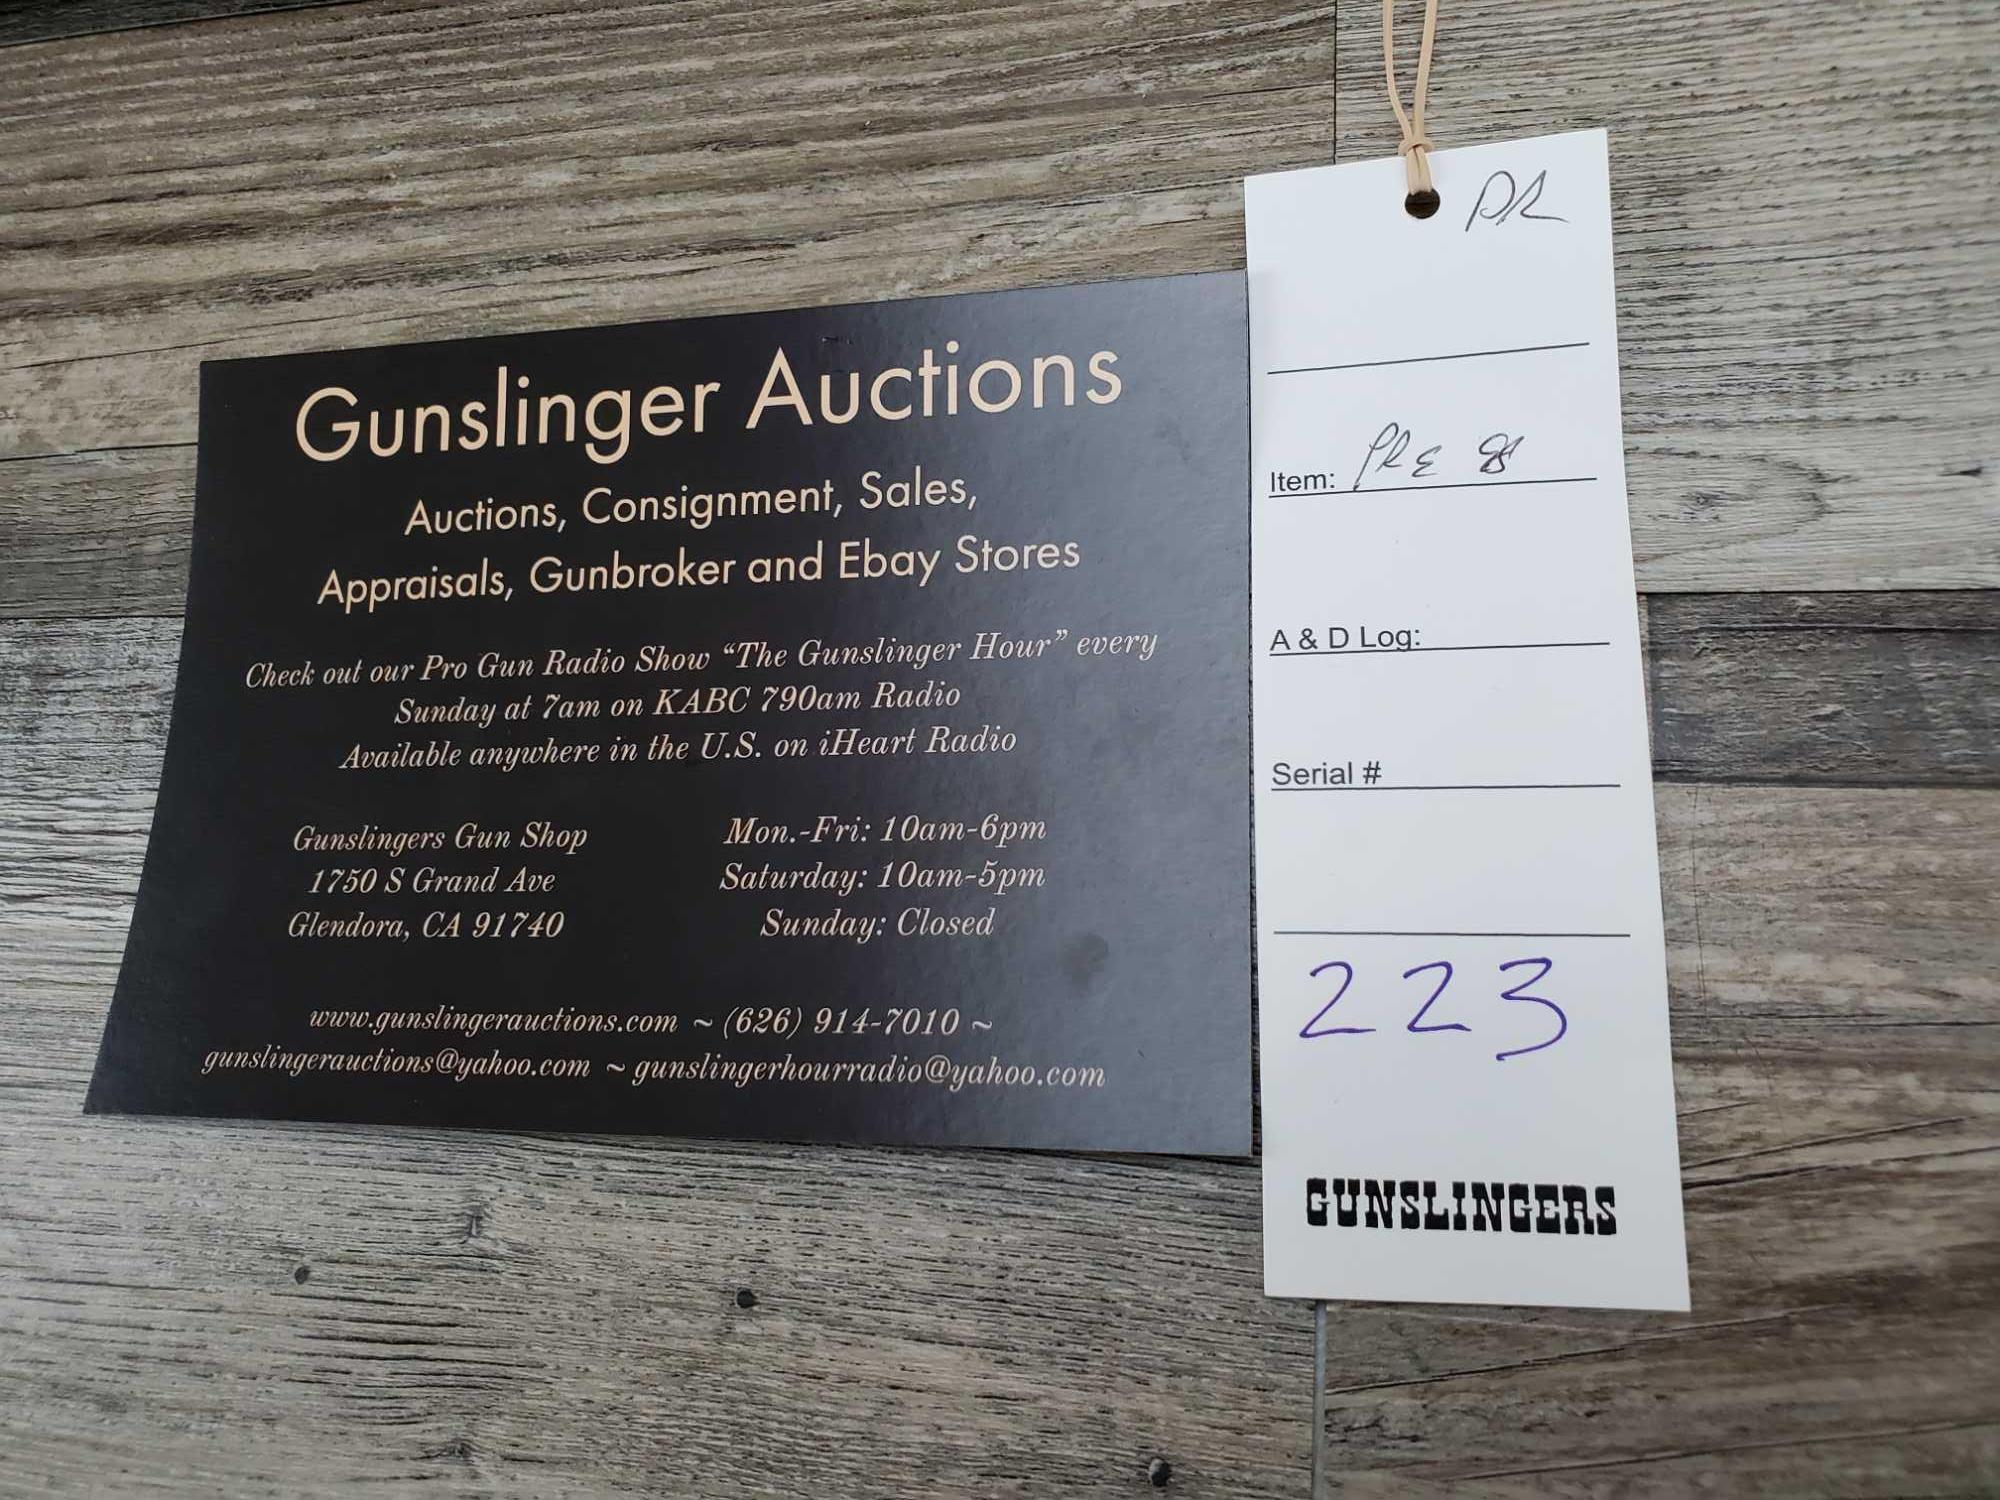 Gunslinger Auctions
Auctions, Consignment, Sales,
Appraisals, Gunbroker and Ebay Stores
Check out our Pro Gun Radio Show “The Gunslinger Hour” every
Sunday at 7am on KABC 790am Radio
Available anywhere in the U.S. on iHeart Radio
Gunslingers Gun Shop
1750 S Grand Ave
Glendora, CA 91740
Mon.-Fri: 10am-6pm
Saturday: 10am-5pm
Sunday: Closed
www.gunslingerauctions.com ~ (626) 914-7010 ~
gunslingerauctions@yahoo.com ~ gunslingerhourradio@yahoo.com
Item: PRE
A & D Log:
Serial #
223
GUNSLINGERS